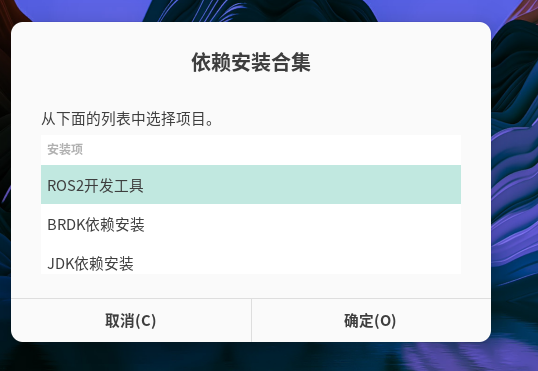 依赖安装合集
从下面的列表中选择项目。
安装项
ROS2开发工具
BRDK依赖安装
JDK依赖安装
取消(C)
确定(O)